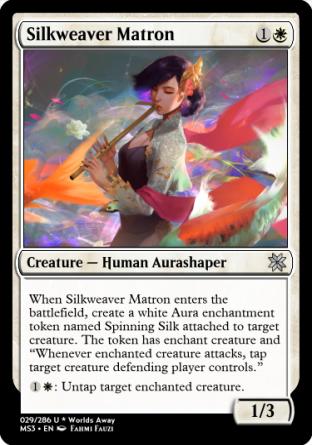 Silkweaver Matron 1
Creature — Human Aurashaper
When Silkweaver Matron enters the
battlefield, create a white Aura enchantment
token named Spinning Silk attached to target
creature. The token has enchant creature and
“Whenever enchanted creature attacks, tap
target creature defending player controls.”
1 : Untap target enchanted creature.
1/3
029/286 U * Worlds Away
MS3 • EN Fahmi Fauzi